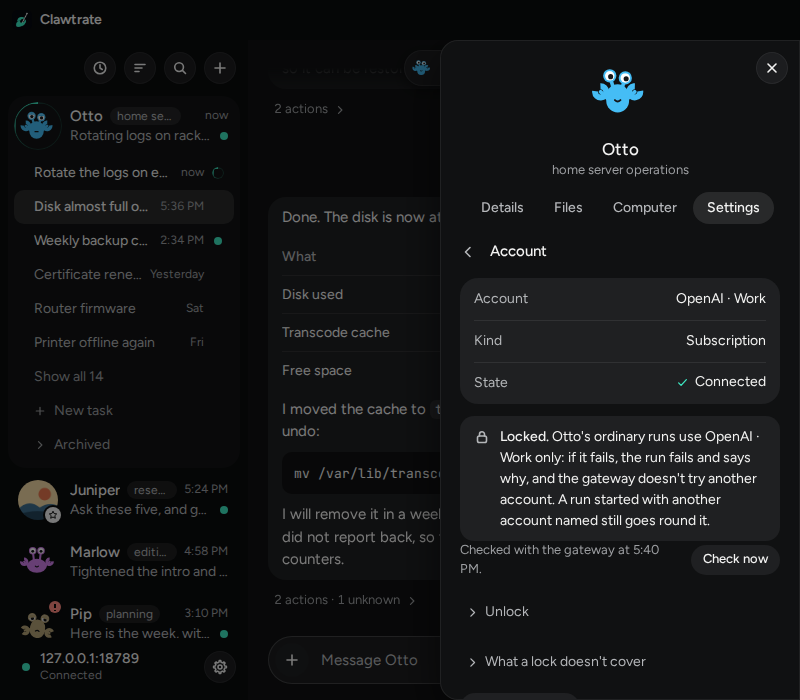 Clawtrate
Otto home se... now
Rotating logs on rack...
Rotate the logs on e... now
Disk almost full o... 5:36 PM
Weekly backup c... 2:34 PM
Certificate rene... Yesterday
Router firmware Sat
Printer offline again Fri
Show all 14
New task
Archived
Juniper rese... 5:24 PM
Ask these five, and g...
Marlow editi... 4:58 PM
Tightened the intro and ...
Pip planning 3:10 PM
Here is the week. wit...
127.0.0.1:18789
Connected
2 actions
Done. The disk is now at
What
Disk used
Transcode cache
Free space
I moved the cache to
undo:
mv /var/lib/transc
I will remove it in a wee
did not report back, so
counters.
2 actions · 1 unknown
Message Otto
Otto
home server operations
Details Files Computer Settings
Account
Account OpenAI · Work
Kind Subscription
State Connected
Locked. Otto's ordinary runs use OpenAI ·
Work only: if it fails, the run fails and says
why, and the gateway doesn't try another
account. A run started with another
account named still goes round it.
Checked with the gateway at 5:40
PM.
Check now
Unlock
What a lock doesn't cover